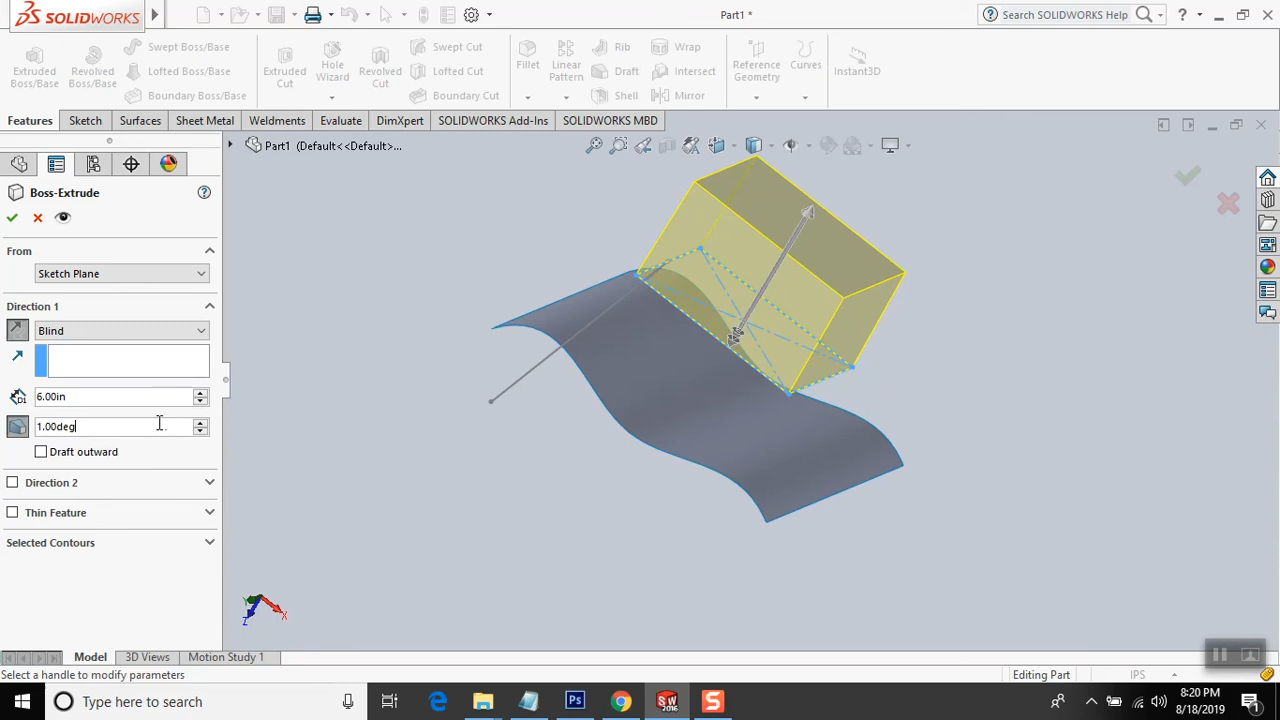 SOLIDWORKS
Part1 *
Search SOLIDWORKS Help
?
Extruded Boss/Base
Revolved Boss/Base
Swept Boss/Base
Lofted Boss/Base
Boundary Boss/Base
Extruded Cut
Hole Wizard
Revolved Cut
Swept Cut
Lofted Cut
Boundary Cut
Fillet
Linear Pattern
Rib
Draft
Shell
Wrap
Intersect
Mirror
Reference Geometry
Curves
Instant3D
Features Sketch Surfaces Sheet Metal Weldments Evaluate DimXpert SOLIDWORKS Add-Ins SOLIDWORKS MBD
Part1 (Default<<Default>...
Boss-Extrude
?
From
Sketch Plane
Direction 1
Blind
D1
6.00in
1.00deg
Draft outward
Direction 2
Thin Feature
Selected Contours
Y
X
Z
Model 3D Views Motion Study 1
Select a handle to modify parameters
Editing Part
IPS
Type here to search
e
Ps
SW 2016
S
8:20 PM
8/18/2019
1